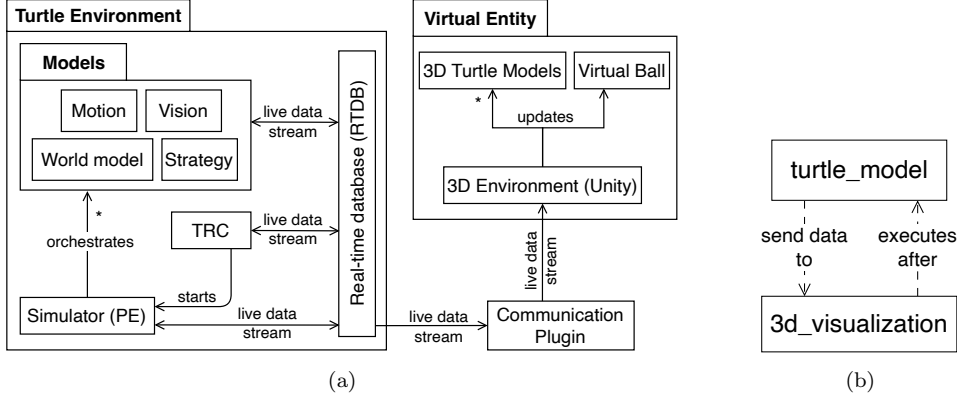 Turtle Environment
Models
Motion
Vision
World model
Strategy
*
orchestrates
Simulator (PE)
TRC
starts
live data
stream
live data
stream
live data
stream
Real-time database (RTDB)
live data
stream
Communication
Plugin
live data
stream
Virtual Entity
3D Turtle Models
Virtual Ball
*
updates
3D Environment (Unity)
(a)
turtle_model
send data
to
executes
after
3d_visualization
(b)